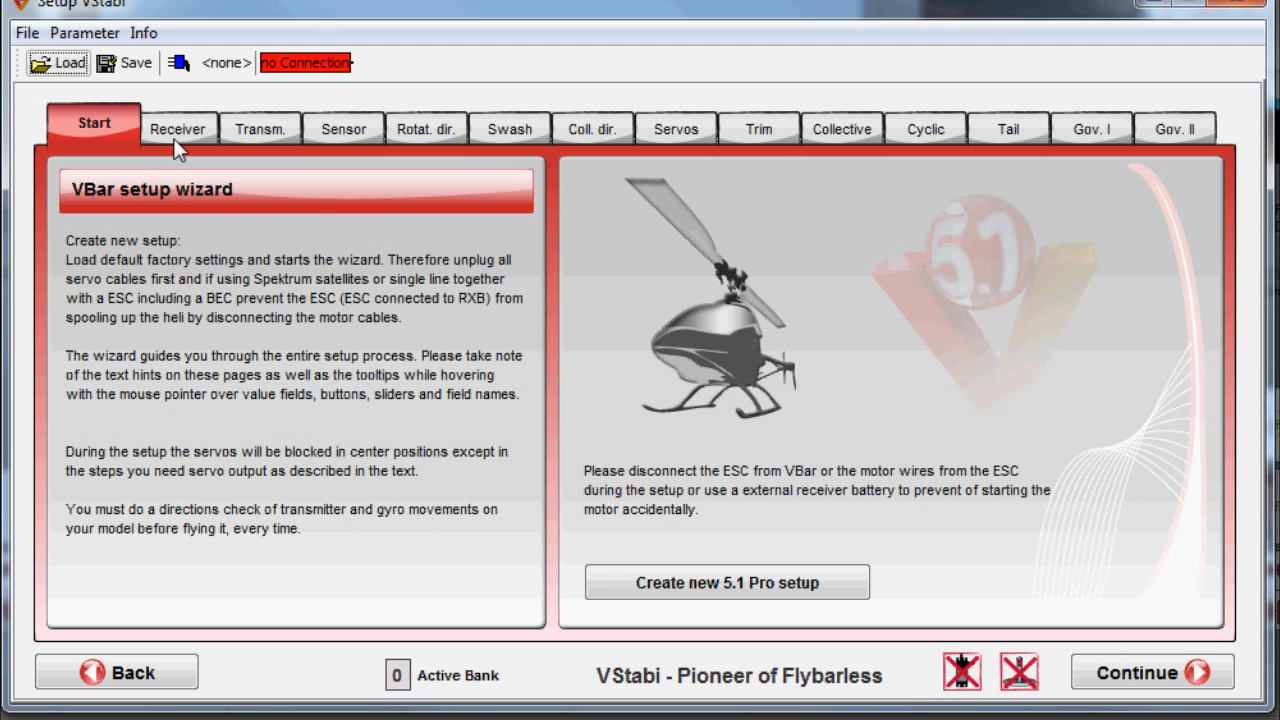 Setup VStabi
File Parameter Info
Load Save <none> no Connection
Start Receiver Transm. Sensor Rotat. dir. Swash Coll. dir. Servos Trim Collective Cyclic Tail Gov. I Gov. II
VBar setup wizard
Create new setup:
Load default factory settings and starts the wizard. Therefore unplug all
servo cables first and if using Spektrum satellites or single line together
with a ESC including a BEC prevent the ESC (ESC connected to RXB) from
spooling up the heli by disconnecting the motor cables.
The wizard guides you through the entire setup process. Please take note
of the text hints on these pages as well as the tooltips while hovering
with the mouse pointer over value fields, buttons, sliders and field names.
During the setup the servos will be blocked in center positions except in
the steps you need servo output as described in the text.
You must do a directions check of transmitter and gyro movements on
your model before flying it, every time.
5.1
Please disconnect the ESC from VBar or the motor wires from the ESC
during the setup or use a external receiver battery to prevent of starting the
motor accidentally.
Create new 5.1 Pro setup
Back 0 Active Bank VStabi - Pioneer of Flybarless Continue